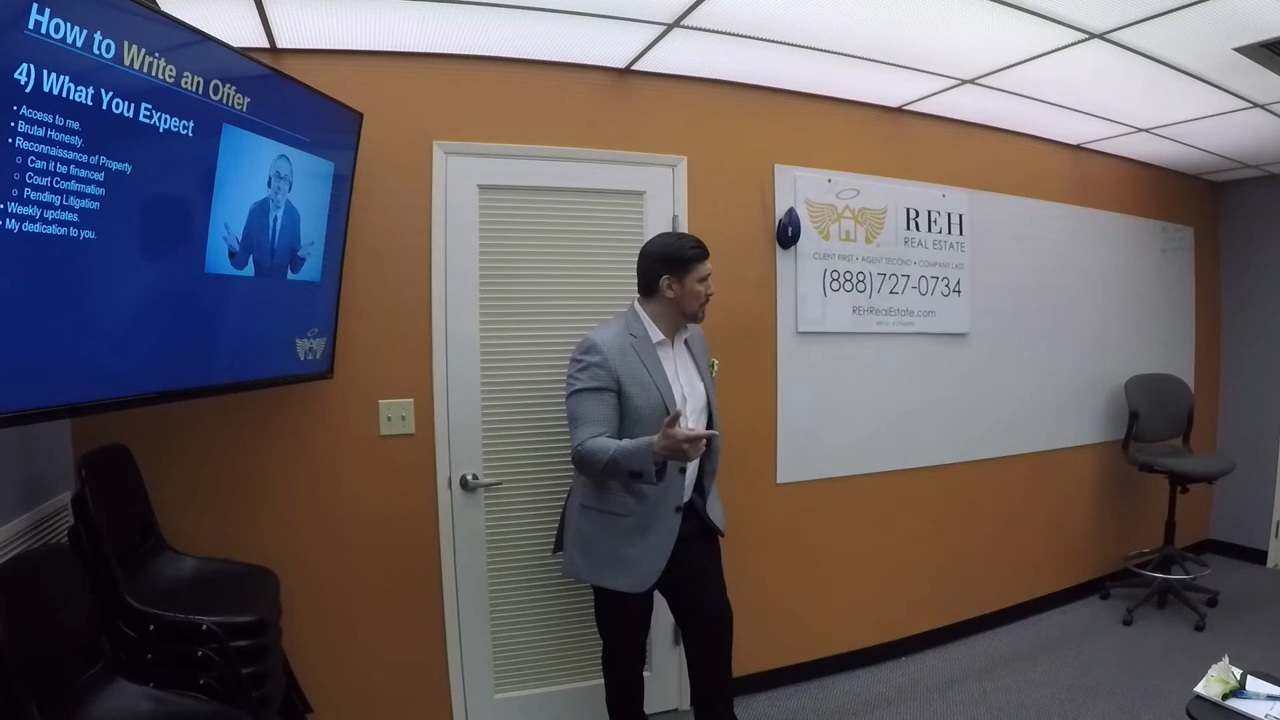 How to Write an Offer
4) What You Expect
• Access to me.
• Brutal Honesty.
• Reconnaissance of Property
○ Can it be financed
○ Court Confirmation
○ Pending Litigation
• Weekly updates.
• My dedication to you.
REH
REAL ESTATE
CLIENT FIRST • AGENT SECOND • COMPANY LAST
(888)727-0734
REHRealEstate.com